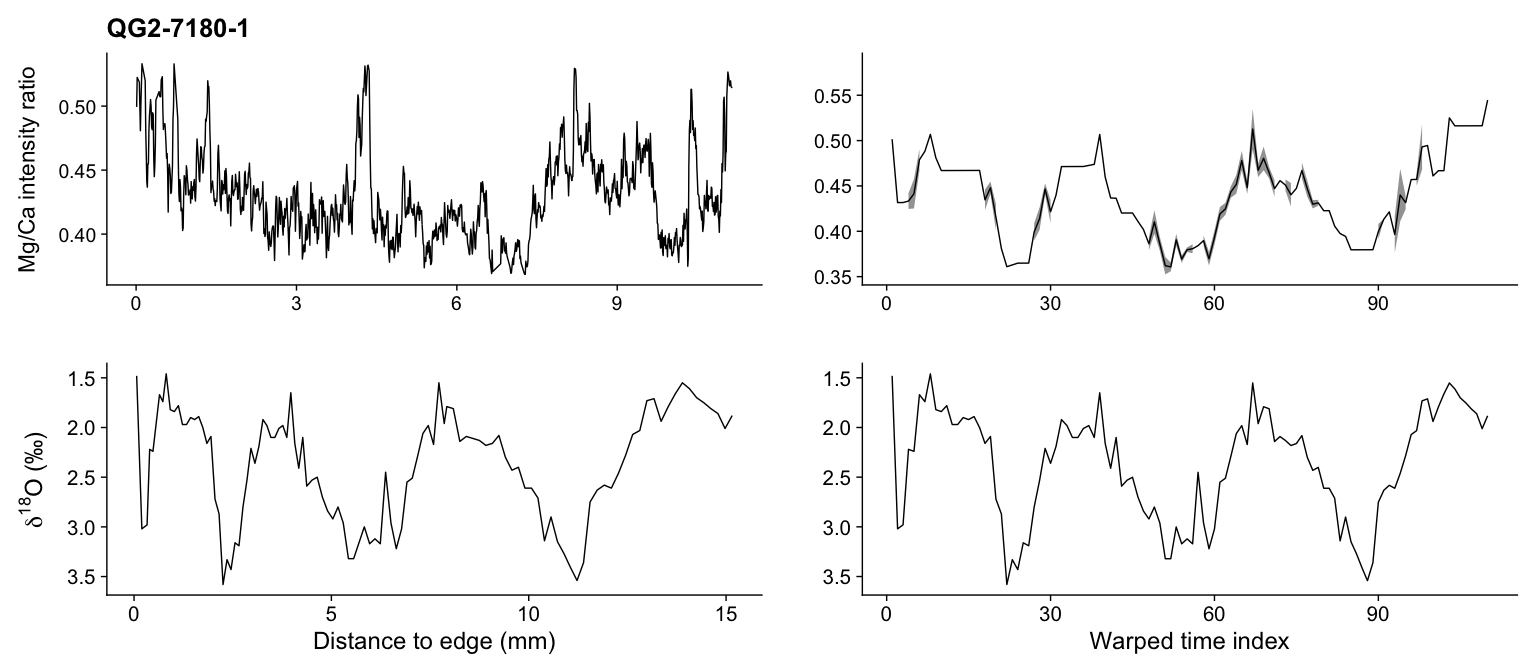 QG2-7180-1
Mg/Ca intensity ratio
0.50
0.45
0.40
0 3 6 9
0.55
0.50
0.45
0.40
0.35
0 30 60 90
δ¹⁸O (‰)
1.5
2.0
2.5
3.0
3.5
0 5 10 15
Distance to edge (mm)
1.5
2.0
2.5
3.0
3.5
0 30 60 90
Warped time index